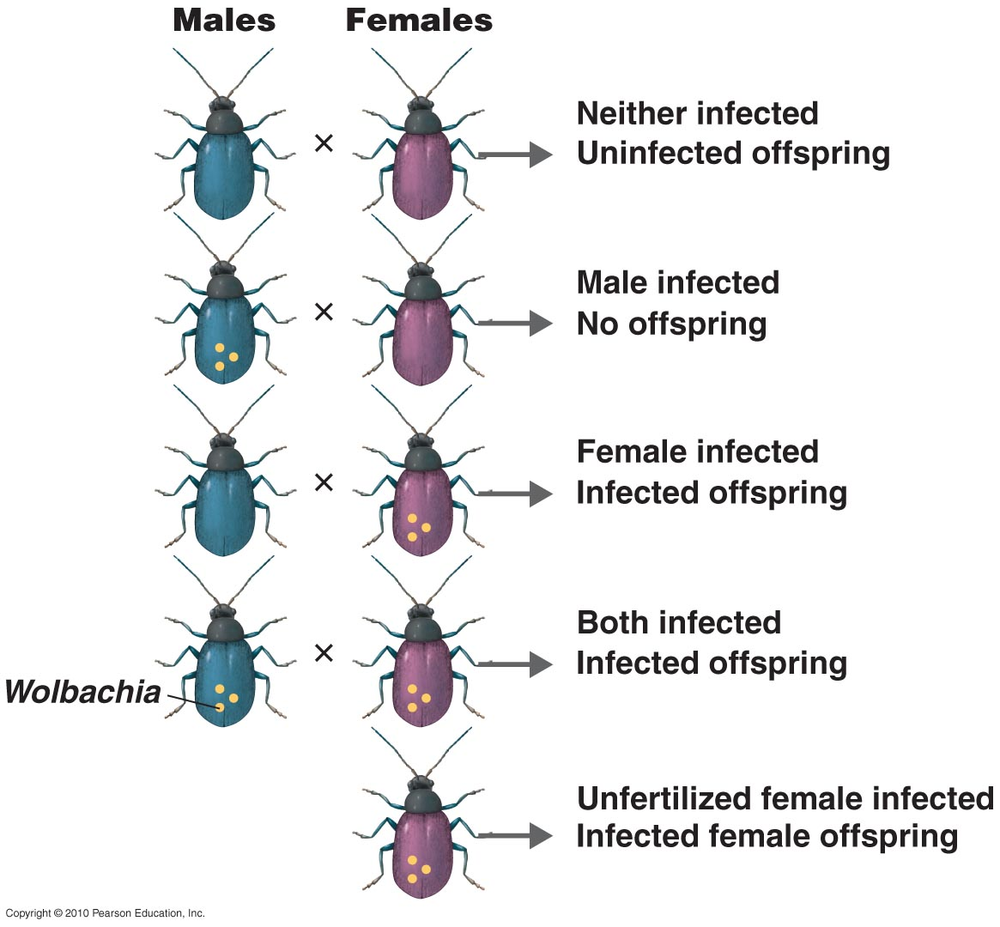 Males Females
Neither infected
Uninfected offspring
×
Male infected
No offspring
×
Female infected
Infected offspring
×
Both infected
Infected offspring
×
Wolbachia
Unfertilized female infected
Infected female offspring
Copyright © 2010 Pearson Education, Inc.